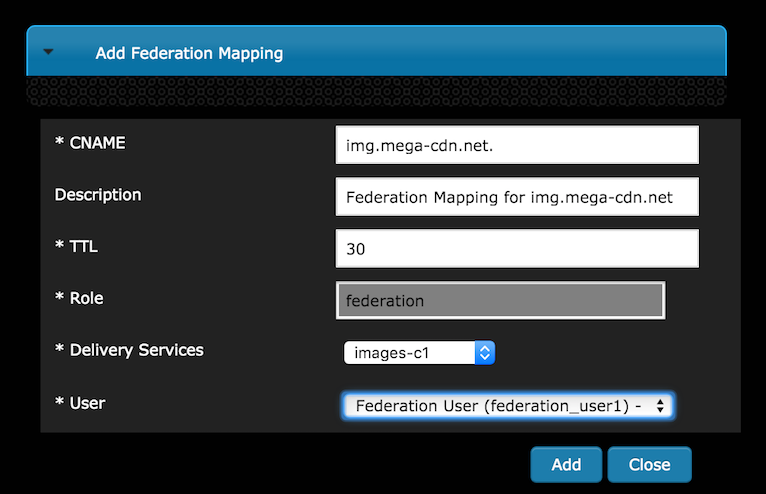 Add Federation Mapping
* CNAME img.mega-cdn.net.
Description Federation Mapping for img.mega-cdn.net
* TTL 30
* Role federation
* Delivery Services images-c1
* User Federation User (federation_user1) -
Add Close